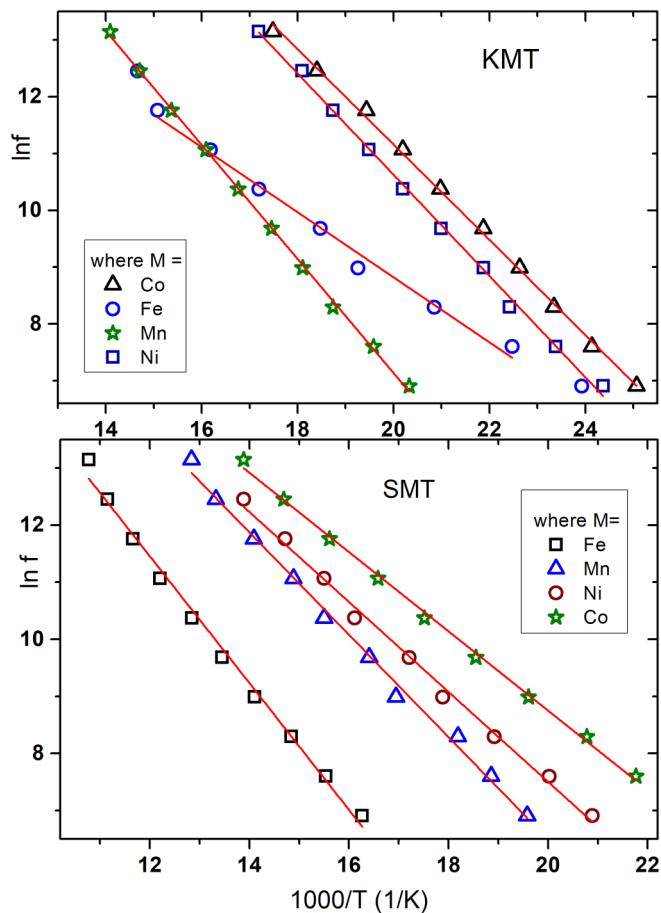 KMT
lnf
12
10
8
where M =
Co
Fe
Mn
Ni
14 16 18 20 22 24
SMT
ln f
12
10
8
where M=
Fe
Mn
Ni
Co
12 14 16 18 20 22
1000/T (1/K)